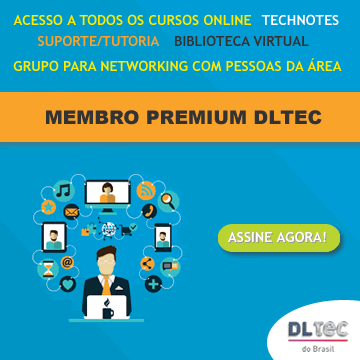 ACESSO A TODOS OS CURSOS ONLINE TECHNOTES
SUPORTE/TUTORIA BIBLIOTECA VIRTUAL
GRUPO PARA NETWORKING COM PESSOAS DA ÁREA
MEMBRO PREMIUM DLTEC
ASSINE AGORA!
DLTec
do Brasil